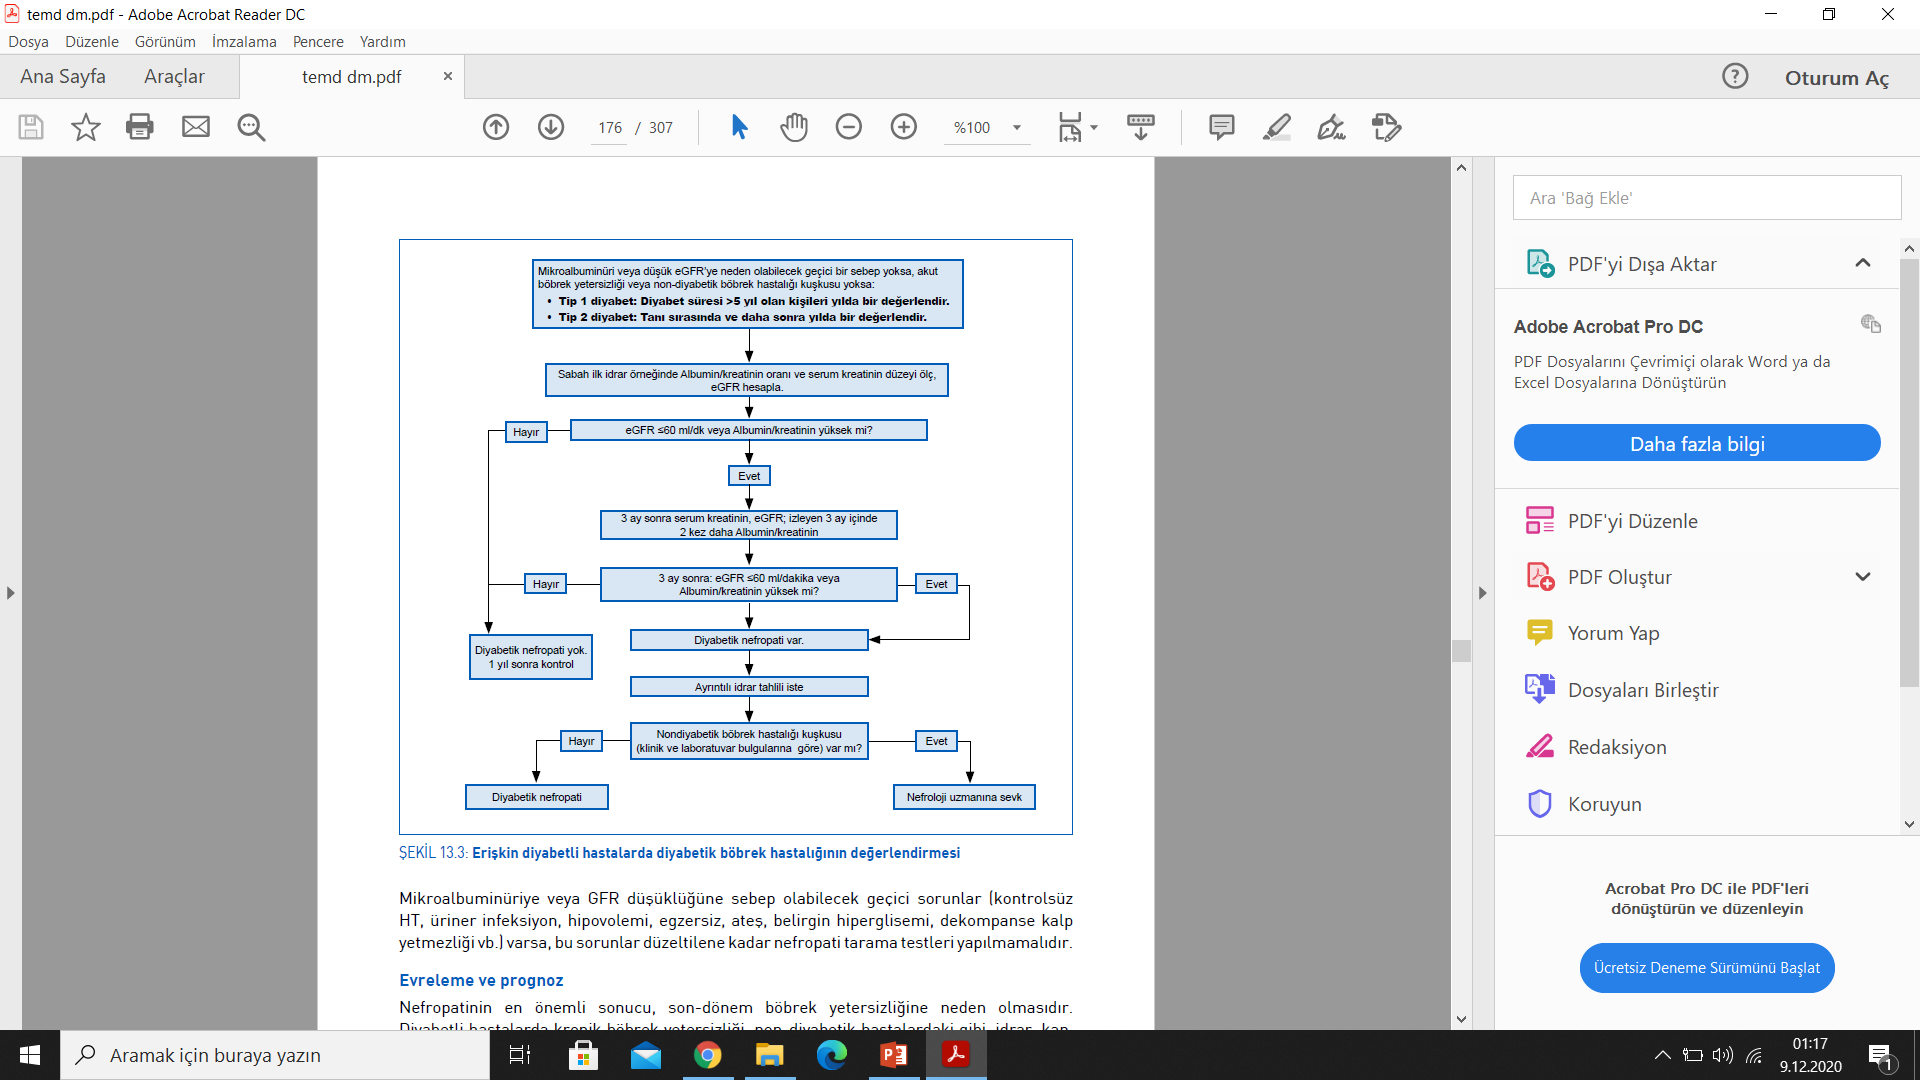 temd dm.pdf - Adobe Acrobat Reader DC
Dosya Düzenle Görünüm İmzalama Pencere Yardım
Ana Sayfa Araçlar temd dm.pdf × ? Oturum Aç
176 / 307 %100
Mikroalbuminüri veya düşük eGFR'ye neden olabilecek geçici bir sebep yoksa, akut
böbrek yetersizliği veya non-diyabetik böbrek hastalığı kuşkusu yoksa:
• Tip 1 diyabet: Diyabet süresi >5 yıl olan kişileri yılda bir değerlendir.
• Tip 2 diyabet: Tanı sırasında ve daha sonra yılda bir değerlendir.
Sabah ilk idrar örneğinde Albumin/kreatinin oranı ve serum kreatinin düzeyi ölç,
eGFR hesapla.
Hayır
eGFR ≤60 ml/dk veya Albumin/kreatinin yüksek mi?
Evet
3 ay sonra serum kreatinin, eGFR; izleyen 3 ay içinde
2 kez daha Albumin/kreatinin
Hayır
3 ay sonra: eGFR ≤60 ml/dakika veya
Albumin/kreatinin yüksek mi?
Evet
Diyabetik nefropati var.
Diyabetik nefropati yok.
1 yıl sonra kontrol
Ayrıntılı idrar tahlili iste
Hayır
Nondiyabetik böbrek hastalığı kuşkusu
(klinik ve laboratuvar bulgularına göre) var mı?
Evet
Diyabetik nefropati
Nefroloji uzmanına sevk
ŞEKİL 13.3: Erişkin diyabetli hastalarda diyabetik böbrek hastalığının değerlendirmesi
Mikroalbuminüriye veya GFR düşüklüğüne sebep olabilecek geçici sorunlar (kontrolsüz
HT, üriner infeksiyon, hipovolemi, egzersiz, ateş, belirgin hiperglisemi, dekompanse kalp
yetmezliği vb.) varsa, bu sorunlar düzeltilene kadar nefropati tarama testleri yapılmamalıdır.
Evreleme ve prognoz
Nefropatinin en önemli sonucu, son-dönem böbrek yetersizliğine neden olmasıdır.
Diyabetli hastalarda kronik böbrek yetersizliği, non-diyabetik hastalardaki gibi, idrar, kan,
Ara 'Bağ Ekle'
PDF'yi Dışa Aktar
Adobe Acrobat Pro DC
PDF Dosyalarını Çevrimiçi olarak Word ya da
Excel Dosyalarına Dönüştürün
Daha fazla bilgi
PDF'yi Düzenle
PDF Oluştur
Yorum Yap
Dosyaları Birleştir
Redaksiyon
Koruyun
Acrobat Pro DC ile PDF'leri
dönüştürün ve düzenleyin
Ücretsiz Deneme Sürümünü Başlat
Aramak için buraya yazın
01:17
9.12.2020
1